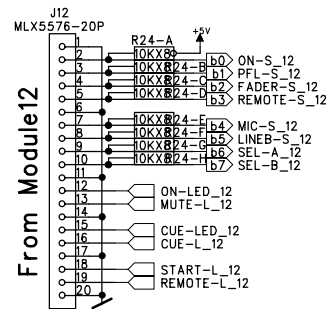 J12
MLX5576-20P
From Module12
1
2
3
4
5
6
7
8
9
10
11
12
13
14
15
16
17
18
19
20
+5V
R24-A
10KX8
R24-B
10KX8
R24-C
10KX8
R24-D
10KX8
R24-E
10KX8
R24-F
10KX8
R24-G
10KX8
R24-H
10KX8
b0 ON-S_12
b1 PFL-S_12
b2 FADER-S_12
b3 REMOTE-S_12
b4 MIC-S_12
b5 LINEB-S_12
b6 SEL-A_12
b7 SEL-B_12
ON-LED_12
MUTE-L_12
CUE-LED_12
CUE-L_12
START-L_12
REMOTE-L_12